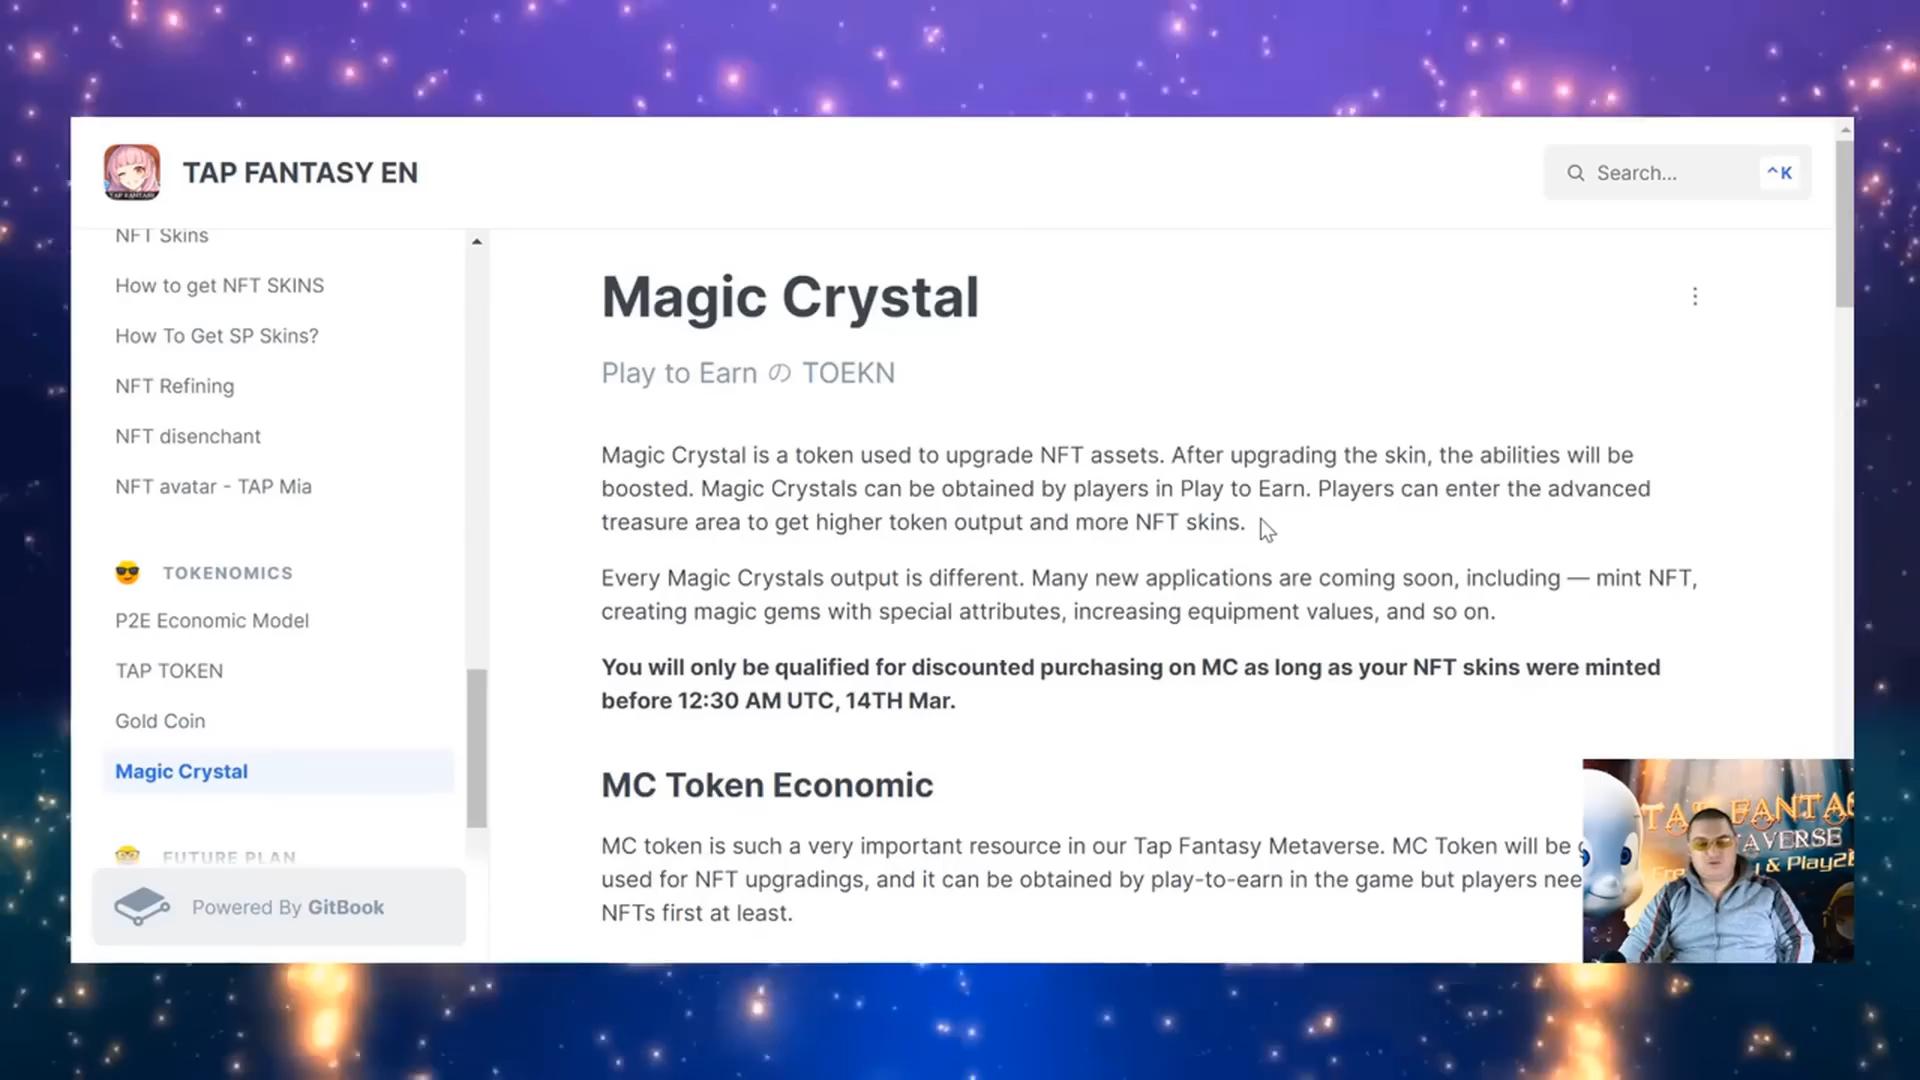 TAP FANTASY EN
Search...
^K
NFT Skins
How to get NFT SKINS
How To Get SP Skins?
NFT Refining
NFT disenchant
NFT avatar - TAP Mia
TOKENOMICS
P2E Economic Model
TAP TOKEN
Gold Coin
Magic Crystal
FUTURE PLAN
Powered By GitBook
Magic Crystal
Play to Earn の TOEKN
Magic Crystal is a token used to upgrade NFT assets. After upgrading the skin, the abilities will be
boosted. Magic Crystals can be obtained by players in Play to Earn. Players can enter the advanced
treasure area to get higher token output and more NFT skins.
Every Magic Crystals output is different. Many new applications are coming soon, including — mint NFT,
creating magic gems with special attributes, increasing equipment values, and so on.
You will only be qualified for discounted purchasing on MC as long as your NFT skins were minted
before 12:30 AM UTC, 14TH Mar.
MC Token Economic
MC token is such a very important resource in our Tap Fantasy Metaverse. MC Token will be
used for NFT upgradings, and it can be obtained by play-to-earn in the game but players nee
NFTs first at least.
FANTA
AVERSE
& Play2